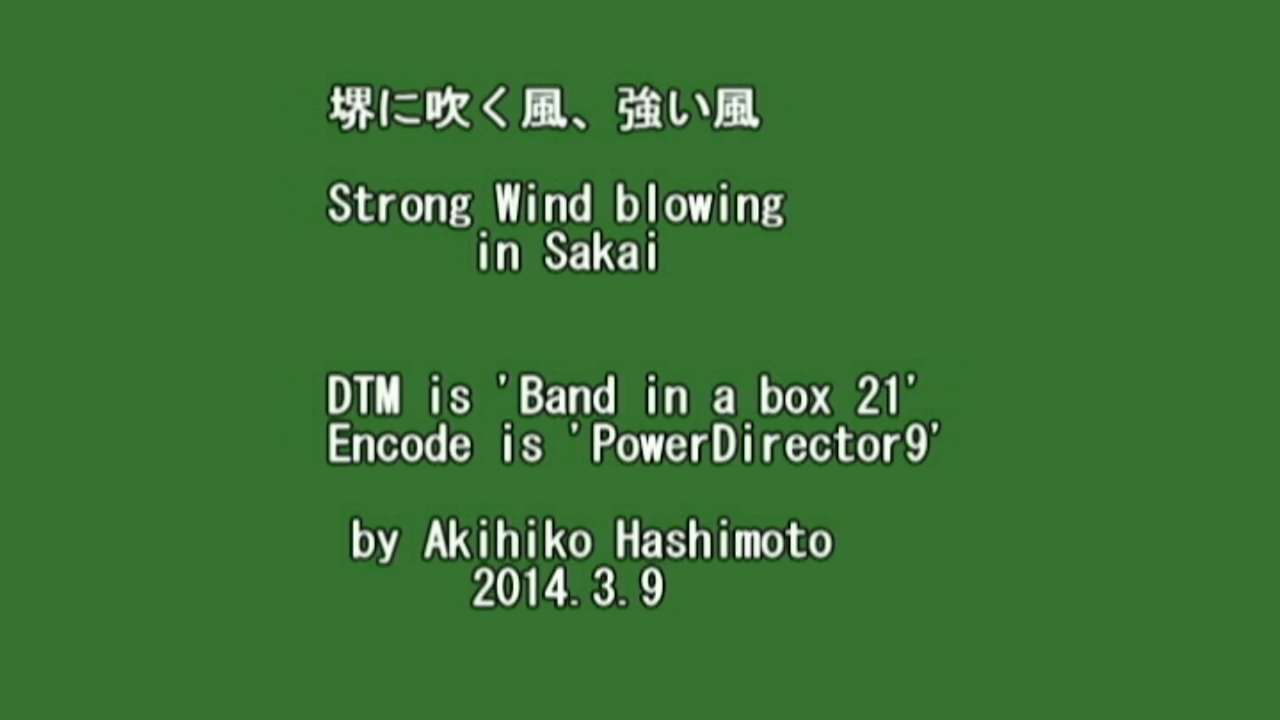 堺に吹く風、強い風
Strong Wind blowing
in Sakai
DTM is 'Band in a box 21'
Encode is 'PowerDirector9'
by Akihiko Hashimoto
2014.3.9